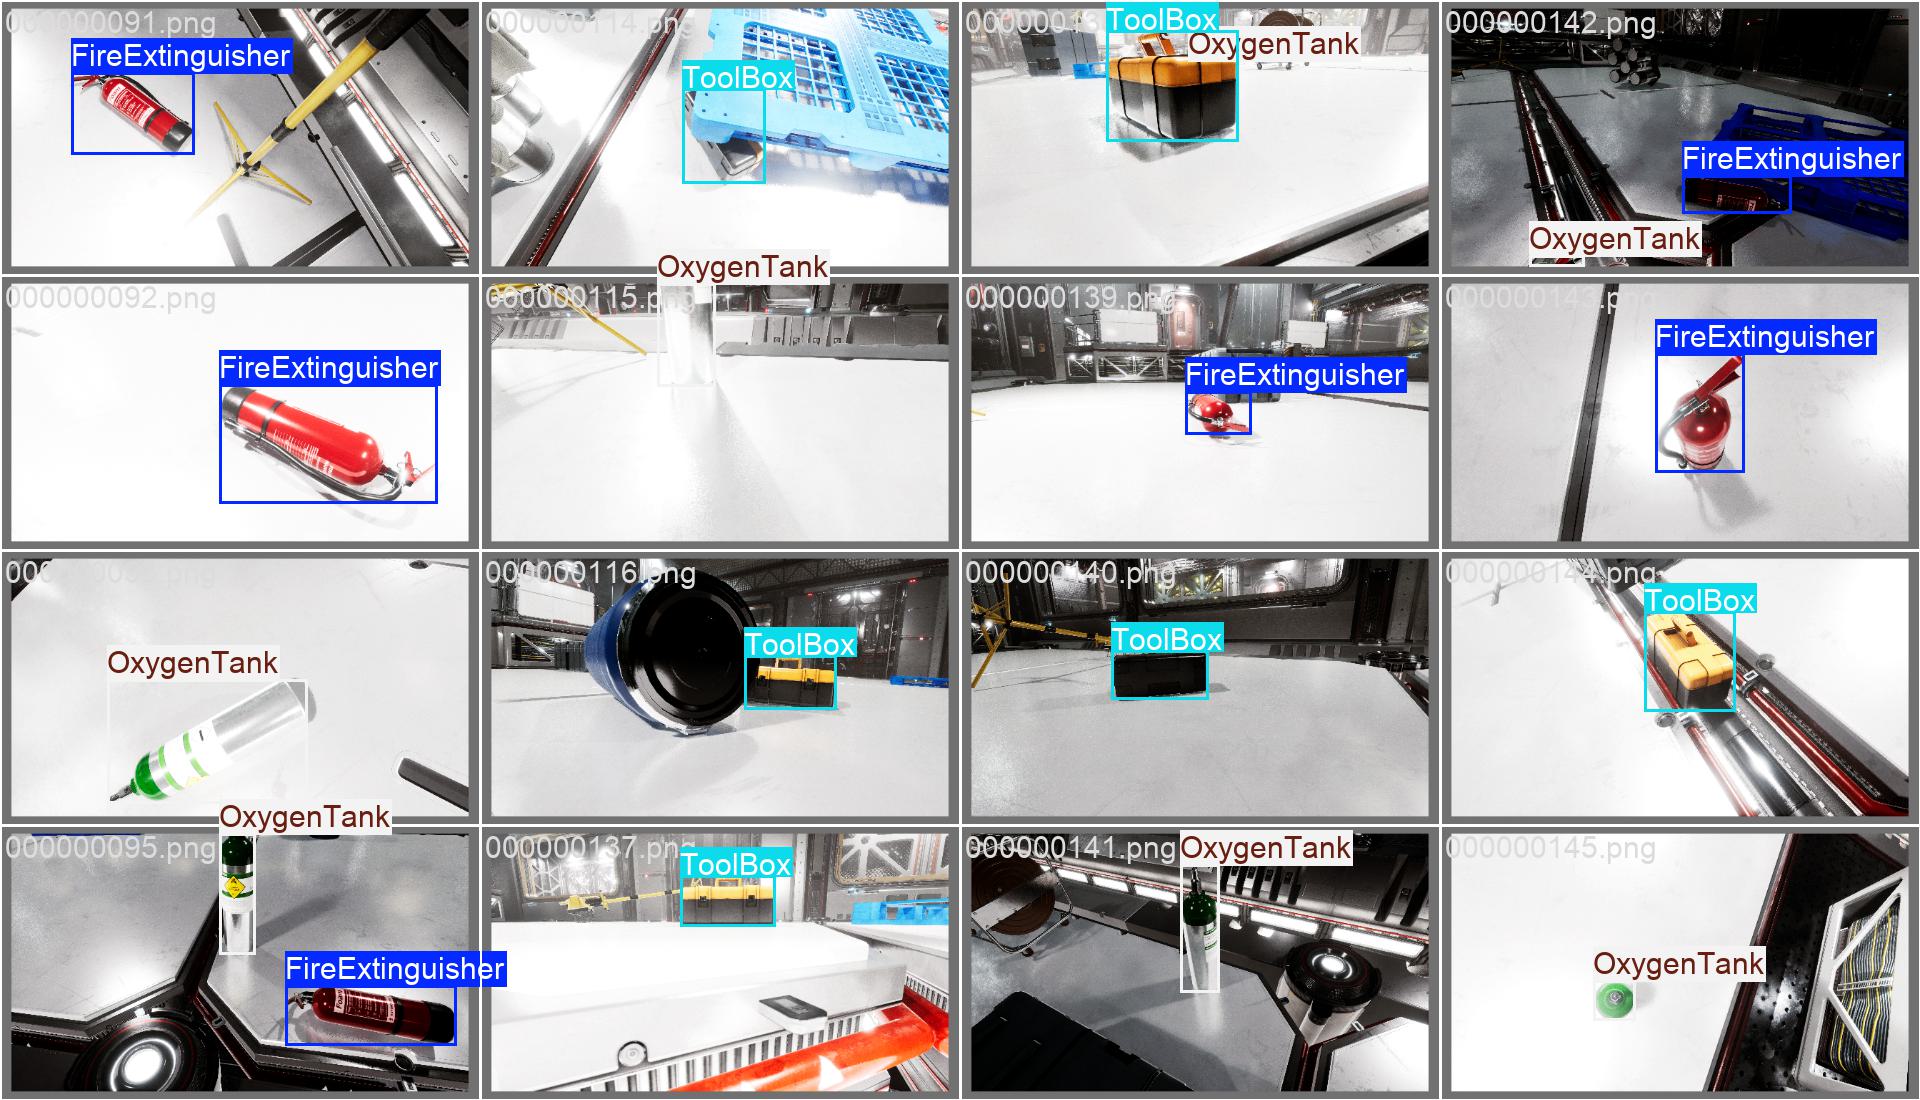 000000091.png
FireExtinguisher
000000114.png
ToolBox
ToolBox
OxygenTank
000000142.png
FireExtinguisher
OxygenTank
000000092.png
FireExtinguisher
OxygenTank
000000115.png
000000139.png
FireExtinguisher
000000143.png
FireExtinguisher
OxygenTank
000000116.png
ToolBox
000000140.png
ToolBox
000000144.png
ToolBox
000000095.png
OxygenTank
FireExtinguisher
000000137.png
ToolBox
000000141.png
OxygenTank
000000145.png
OxygenTank